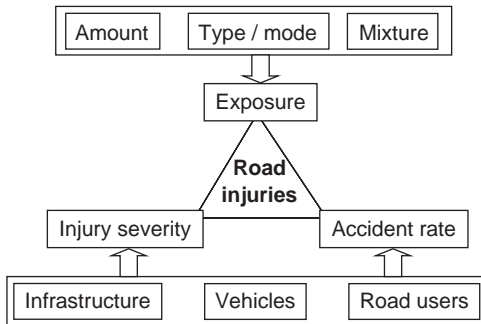 Amount Type / mode Mixture
Exposure
Road
injuries
Injury severity Accident rate
Infrastructure Vehicles Road users